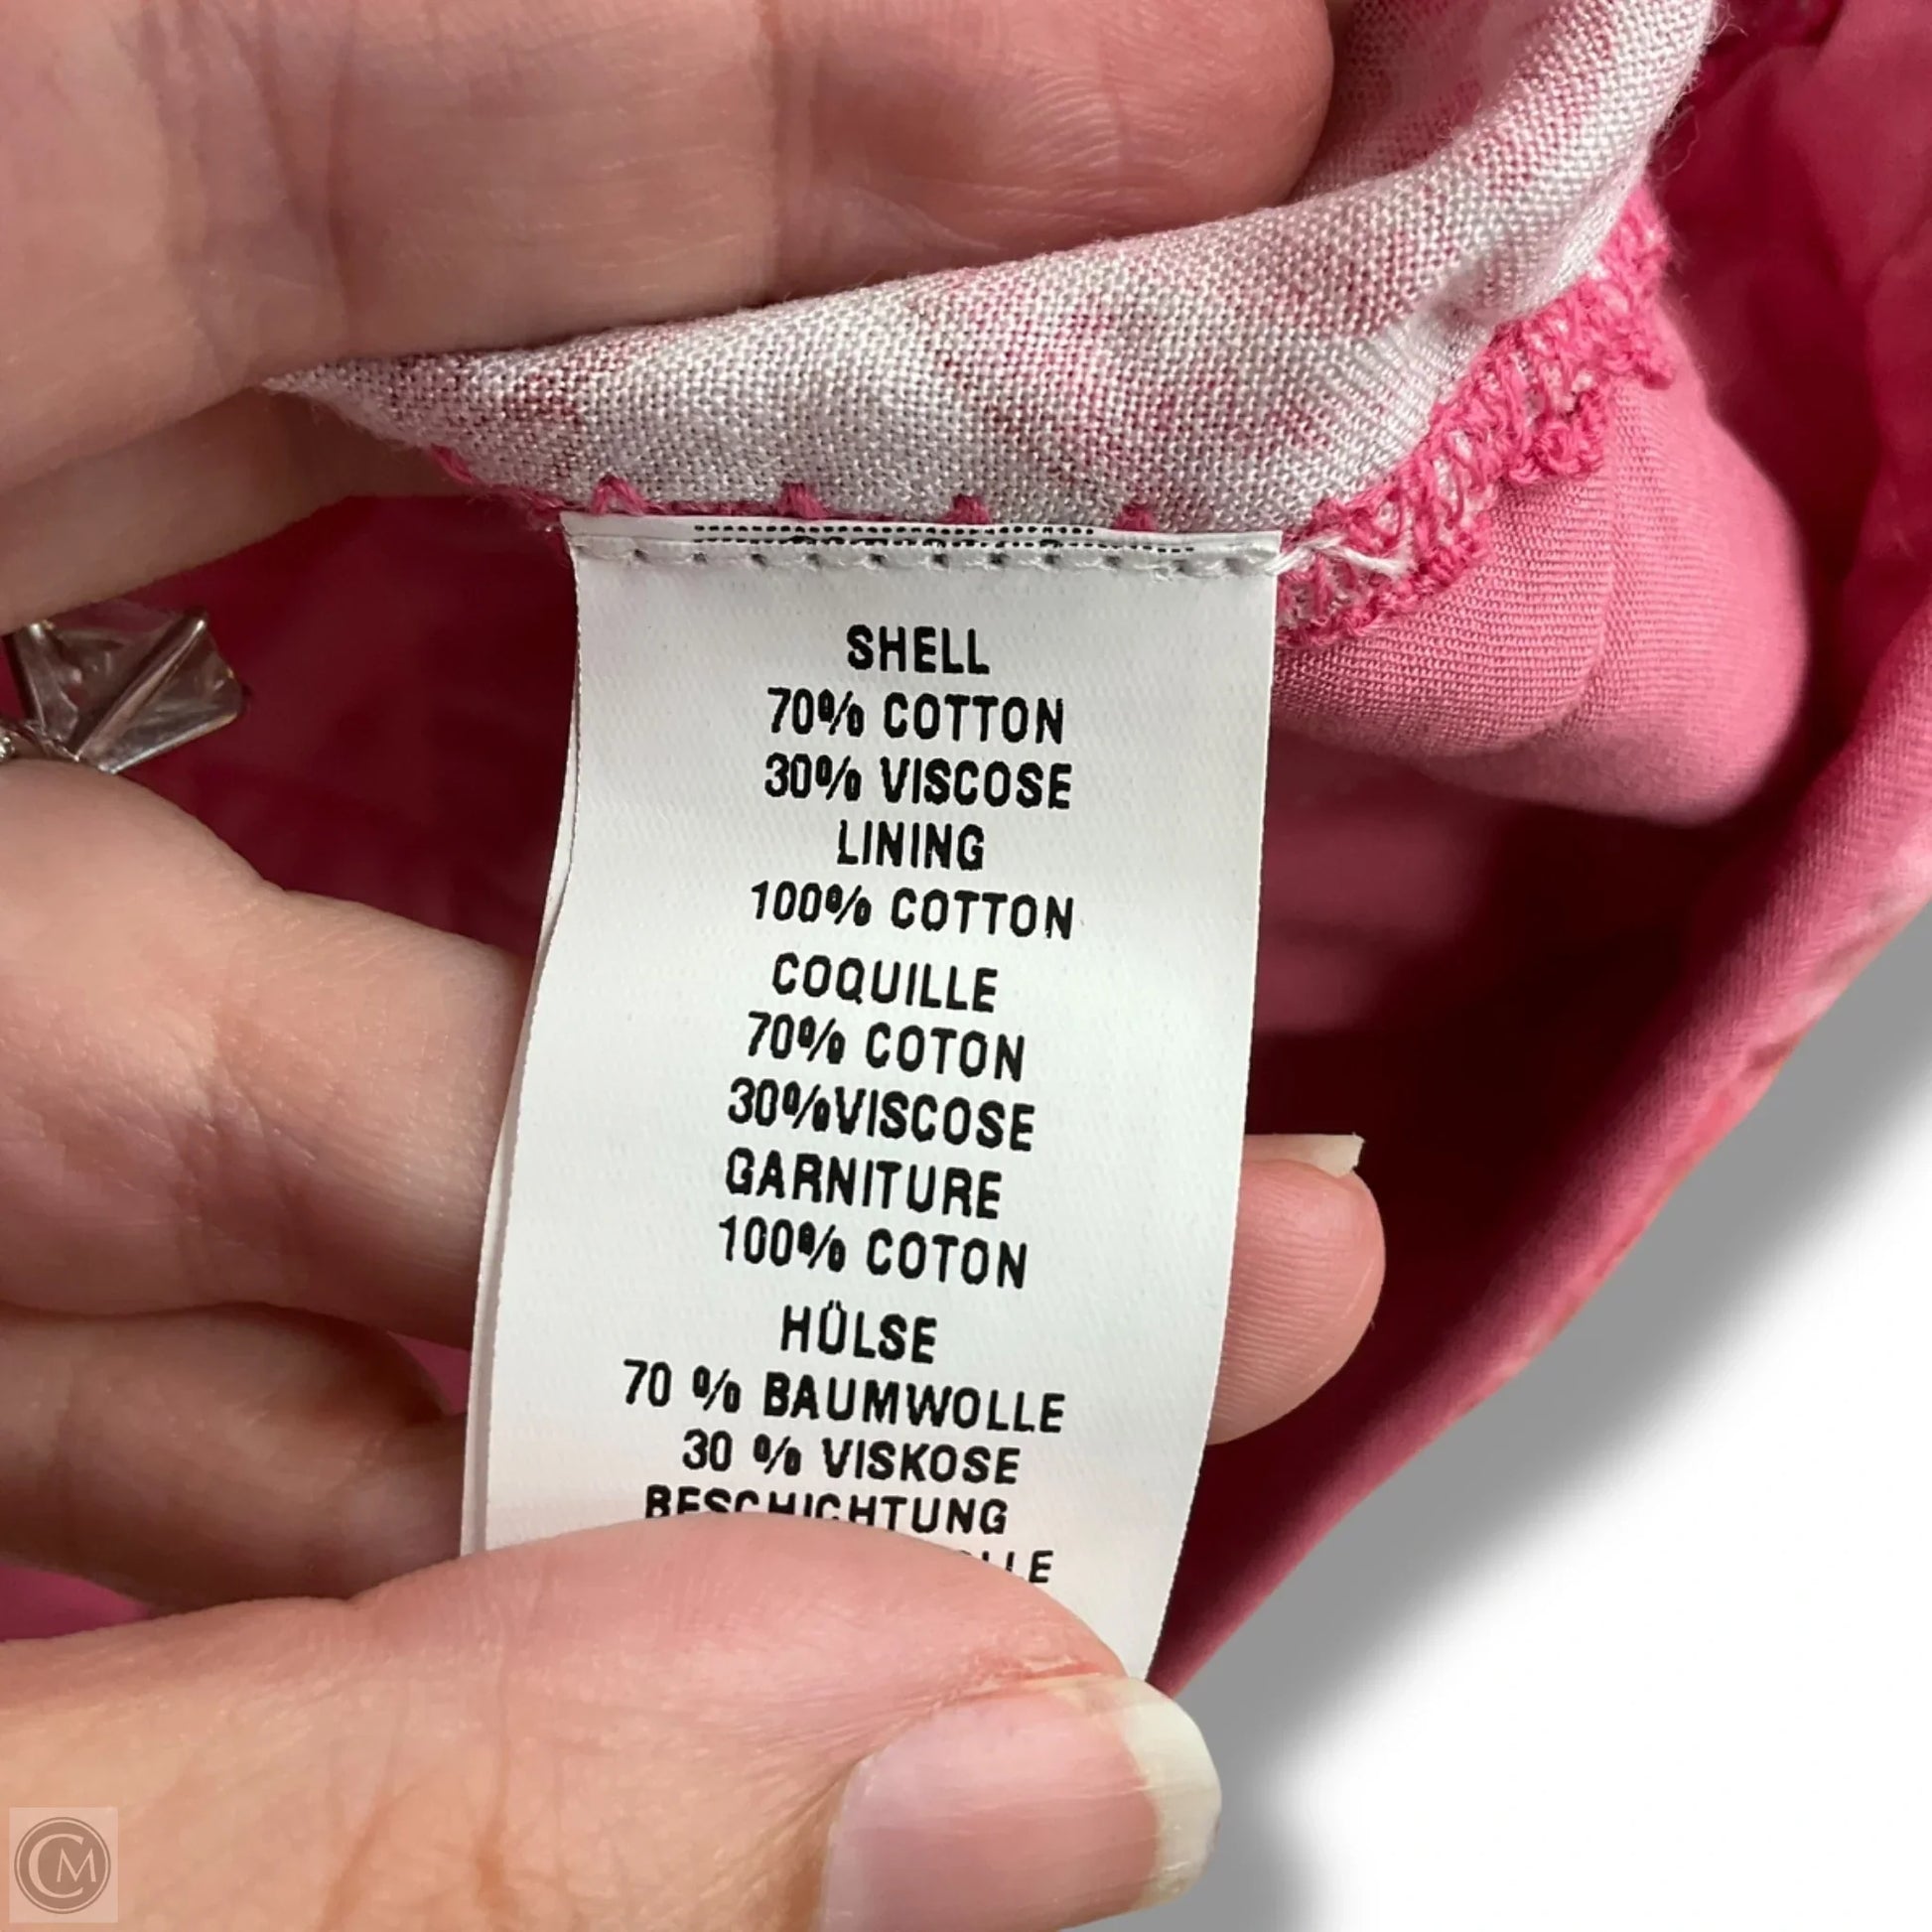 SHELL
70% COTTON
30% VISCOSE
LINING
100% COTTON
COQUILLE
70% COTON
30%VISCOSE
GARNITURE
100% COTON
HÜLSE
70 % BAUMWOLLE
30 % VISKOSE
BESCHICHTUNG
CM